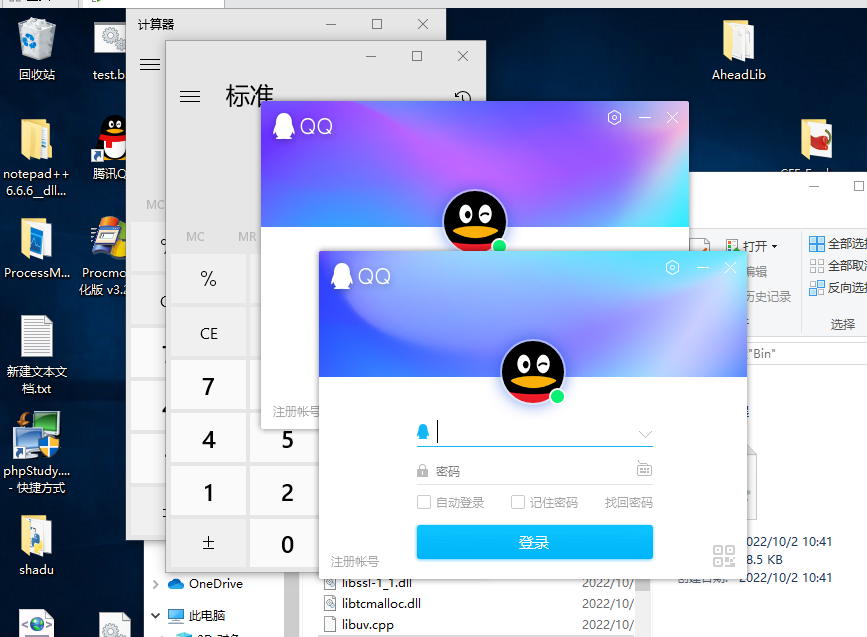 计算器
标准
MC
MC
MR
%
CE
7
4
5
1
2
±
0
回收站
test.b
notepad++
6.6.6__dll...
腾讯Q
ProcessM...
Procmo
化版 v3.2
新建文本文
档.txt
phpStudy....
- 快捷方式
shadu
AheadLib
QQ
注册帐号
QQ
密码
自动登录
记住密码
找回密码
登录
注册帐号
打开
编辑
历史记录
全部选
全部取
反向选
选择
"Bin"
2022/10/2 10:41
8.5 KB
创建日期:
2022/10/2 10:41
OneDrive
此电脑
libssl-1_1.dll
2022/10/
libtcmalloc.dll
2022/10/
libuv.cpp
2022/10/